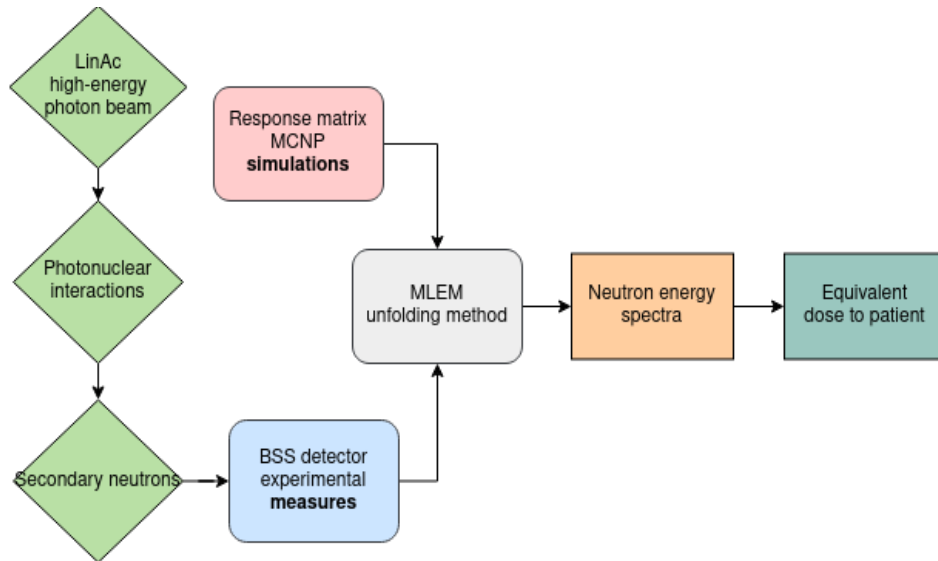 LinAc
high-energy
photon beam
Response matrix
MCNP
simulations
Photonuclear
interactions
MLEM
unfolding method
Neutron energy
spectra
Equivalent
dose to patient
Secondary neutrons
BSS detector
experimental
measures